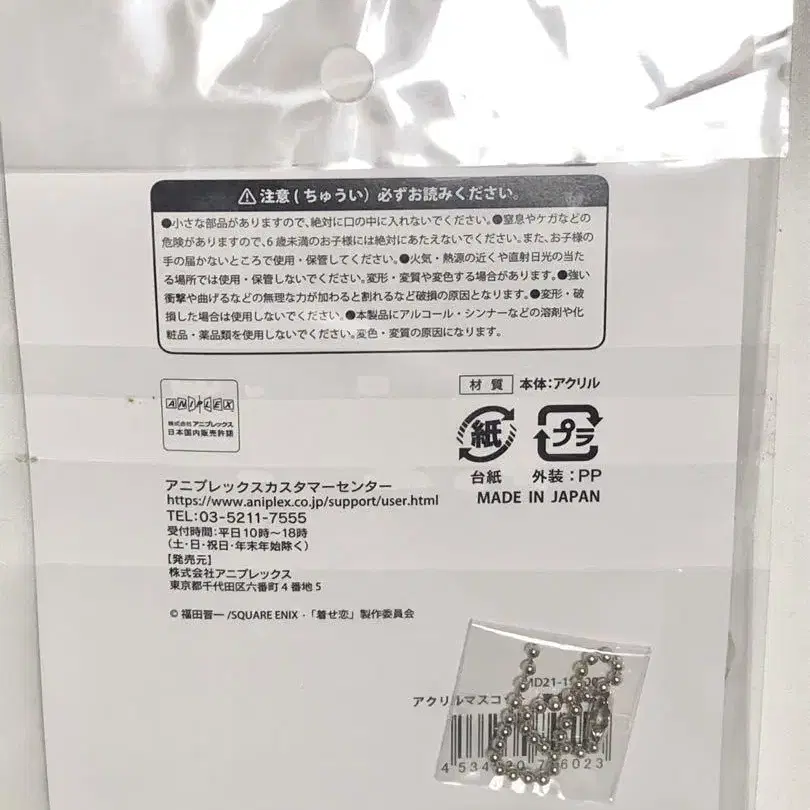 ⚠注意(ちゅうい)必ずお読みください。
●小さな部品がありますので、絶対に口の中に入れないでください。●窒息やケガなどの
危険がありますので、6歳未満のお子様には絶対にあたえないでください。また、お子様の
手の届かないところで使用・保管してください。●火気・熱源の近くや直射日光の当た
る場所では使用・保管しないでください。変形・変質や変色する場合があります。●強い
衝撃や曲げるなどの無理な力が加わると割れるなど破損の原因となります。●変形・破
損した場合は使用しないでください。●本製品にアルコール・シンナーなどの溶剤や化
粧品・薬品類を使用しないでください。変色・変質の原因になります。
材質 本体:アクリル
ANIPLEX
株式会社アニプレックス
日本国内販売許諾
紙 プラ
台紙 外装:PP
MADE IN JAPAN
アニプレックスカスタマーセンター
https://www.aniplex.co.jp/support/user.html
TEL:03-5211-7555
受付時間:平日10時～18時
(土・日・祝日・年末年始除く)
【発売元】
株式会社アニプレックス
東京都千代田区六番町4番地5
© 福田晋一/SQUARE ENIX・「着せ恋」製作委員会
アクリルマスコ